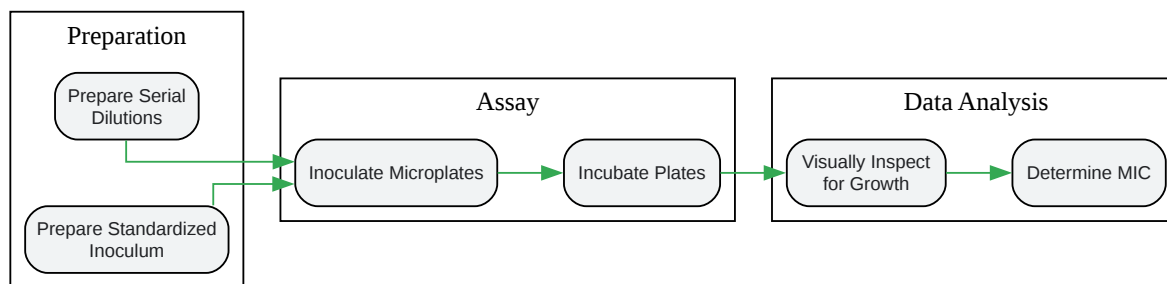 Preparation
Prepare Serial
Dilutions
Prepare Standardized
Inoculum
Assay
Inoculate Microplates
Incubate Plates
Data Analysis
Visually Inspect
for Growth
Determine MIC